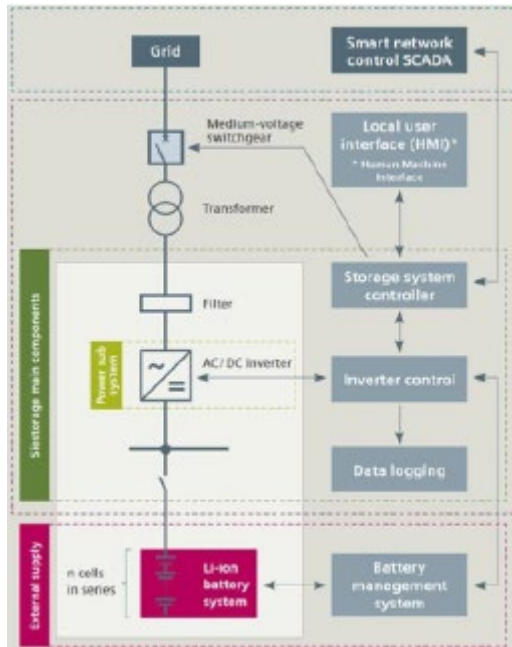 Grid
Smart network
control SCADA
Medium-voltage
switchgear
Local user
interface (HMI)*
* Human Machine
Interface
Transformer
Siestorage main components
Storage system
controller
Filter
Power sub
system
AC/DC Inverter
Inverter control
Data logging
External supply
n cells
in series
Li-ion
battery
system
Battery
management
system